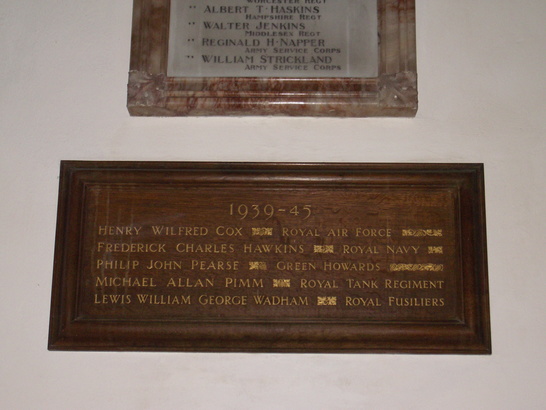 WORCESTER REGT
" ALBERT T. HASKINS
HAMPSHIRE REGT
" WALTER JENKINS
MIDDLESEX REGT
" REGINALD H. NAPPER
ARMY SERVICE CORPS
" WILLIAM STRICKLAND
ARMY SERVICE CORPS
1939-45
HENRY WILFRED COX ROYAL AIR FORCE
FREDERICK CHARLES HAWKINS ROYAL NAVY
PHILIP JOHN PEARSE GREEN HOWARDS
MICHAEL ALLAN PIMM ROYAL TANK REGIMENT
LEWIS WILLIAM GEORGE WADHAM ROYAL FUSILIERS